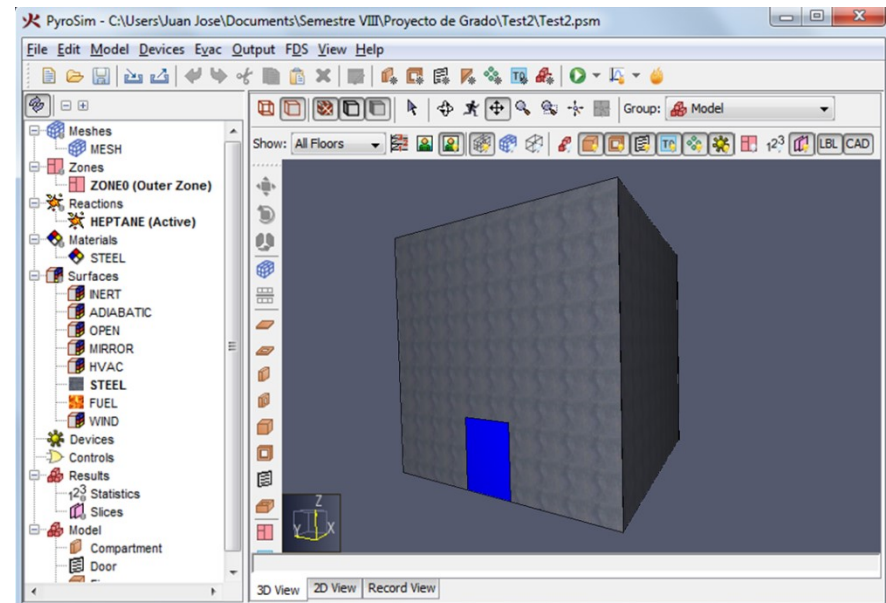 PyroSim - C:\Users\Juan Jose\Documents\Semestre VIII\Proyecto de Grado\Test2\Test2.psm
File Edit Model Devices Evac Output FDS View Help
Group: Model
Show: All Floors
LBL CAD
Meshes
MESH
Zones
ZONE0 (Outer Zone)
Reactions
HEPTANE (Active)
Materials
STEEL
Surfaces
INERT
ADIABATIC
OPEN
MIRROR
HVAC
STEEL
FUEL
WIND
Devices
Controls
Results
Statistics
Slices
Model
Compartment
Door
Z
Y X
3D View 2D View Record View